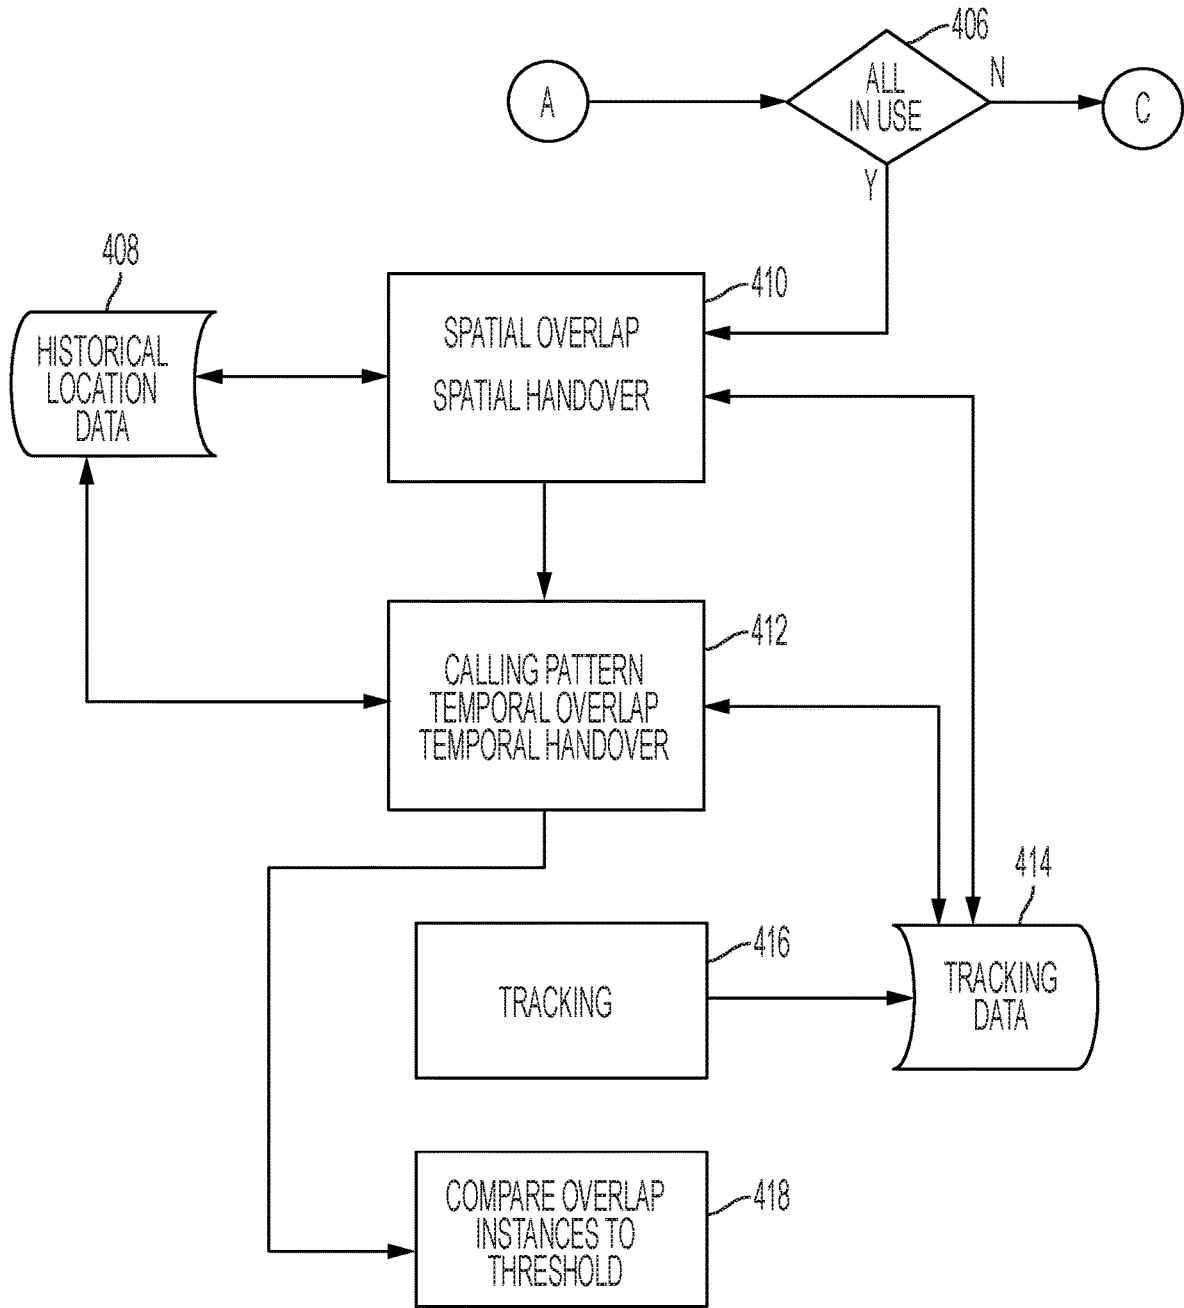 406
A
ALL
IN USE
N
C
Y
408
HISTORICAL
LOCATION
DATA
410
SPATIAL OVERLAP
SPATIAL HANDOVER
412
CALLING PATTERN
TEMPORAL OVERLAP
TEMPORAL HANDOVER
414
TRACKING
DATA
416
TRACKING
418
COMPARE OVERLAP
INSTANCES TO
THRESHOLD